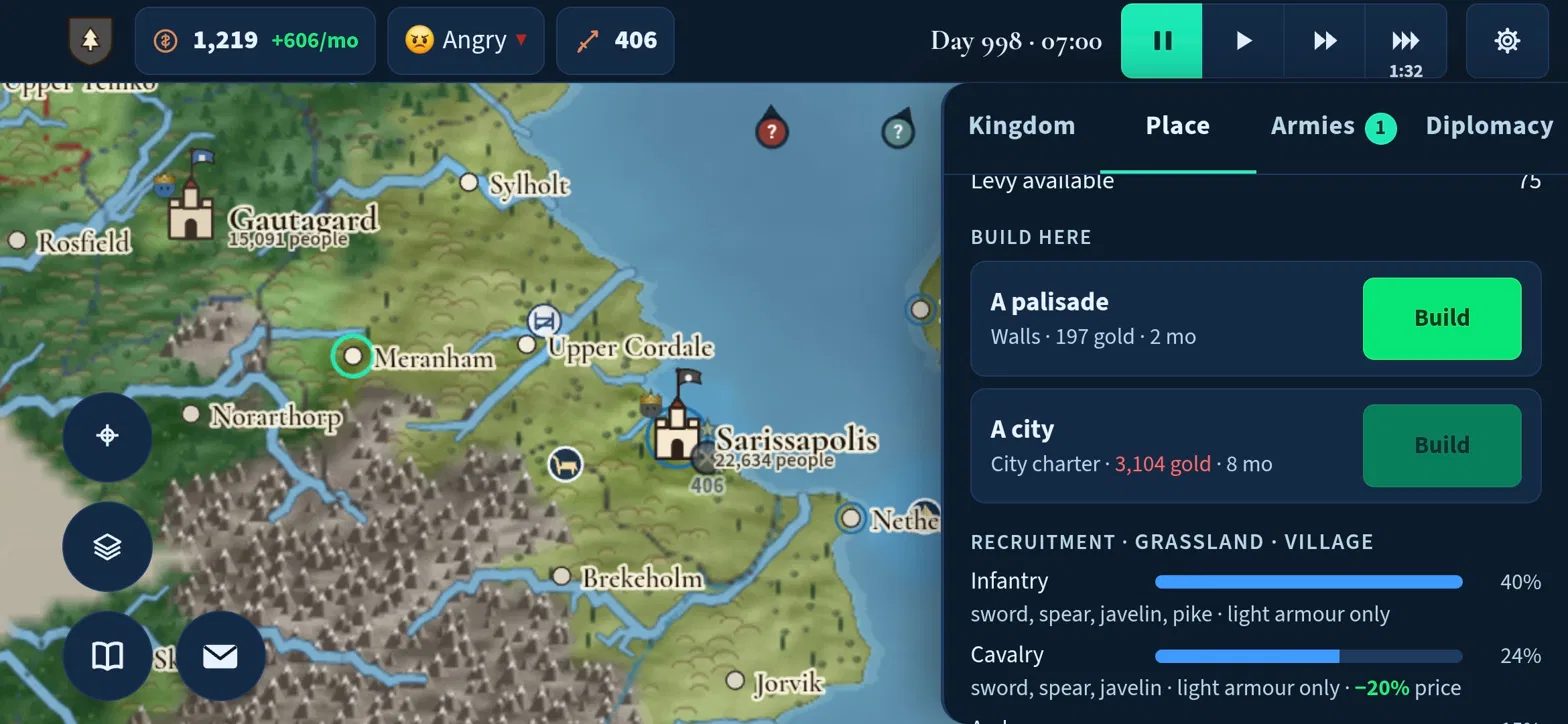 1,219 +606/mo
Angry
406
Day 998 · 07:00
1:32
Upper Temko
Sylholt
Gautagard
15,091 people
Rosfield
Meranham
Upper Cordale
Norarthorp
Sarissapolis
22,634 people
406
Nethe
Brekeholm
Sk
Jorvik
?
?
Kingdom
Place
Armies 1
Diplomacy
Levy available 75
BUILD HERE
A palisade
Walls · 197 gold · 2 mo
Build
A city
City charter · 3,104 gold · 8 mo
Build
RECRUITMENT · GRASSLAND · VILLAGE
Infantry 40%
sword, spear, javelin, pike · light armour only
Cavalry 24%
sword, spear, javelin · light armour only · −20% price